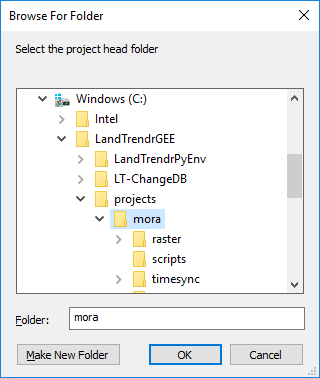 Browse For Folder
Select the project head folder
Windows (C:)
Intel
LandTrendrGEE
LandTrendrPyEnv
LT-ChangeDB
projects
mora
raster
scripts
timesync
Folder: mora
Make New Folder OK Cancel